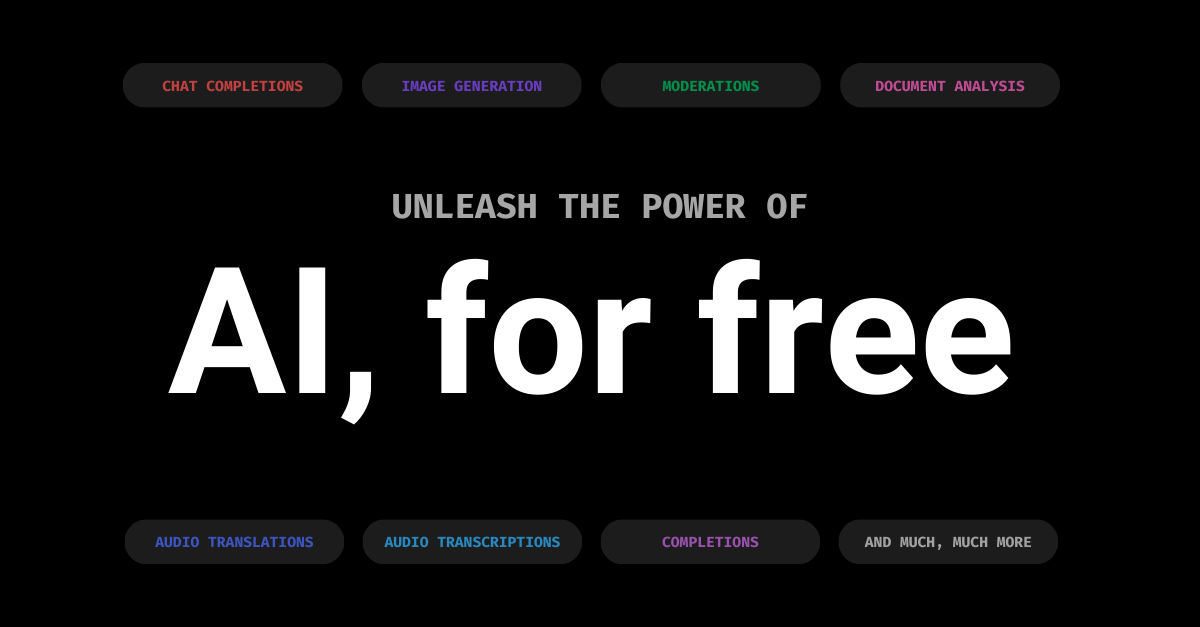 CHAT COMPLETIONS
IMAGE GENERATION
MODERATIONS
DOCUMENT ANALYSIS
UNLEASH THE POWER OF
AI, for free
AUDIO TRANSLATIONS
AUDIO TRANSCRIPTIONS
COMPLETIONS
AND MUCH, MUCH MORE